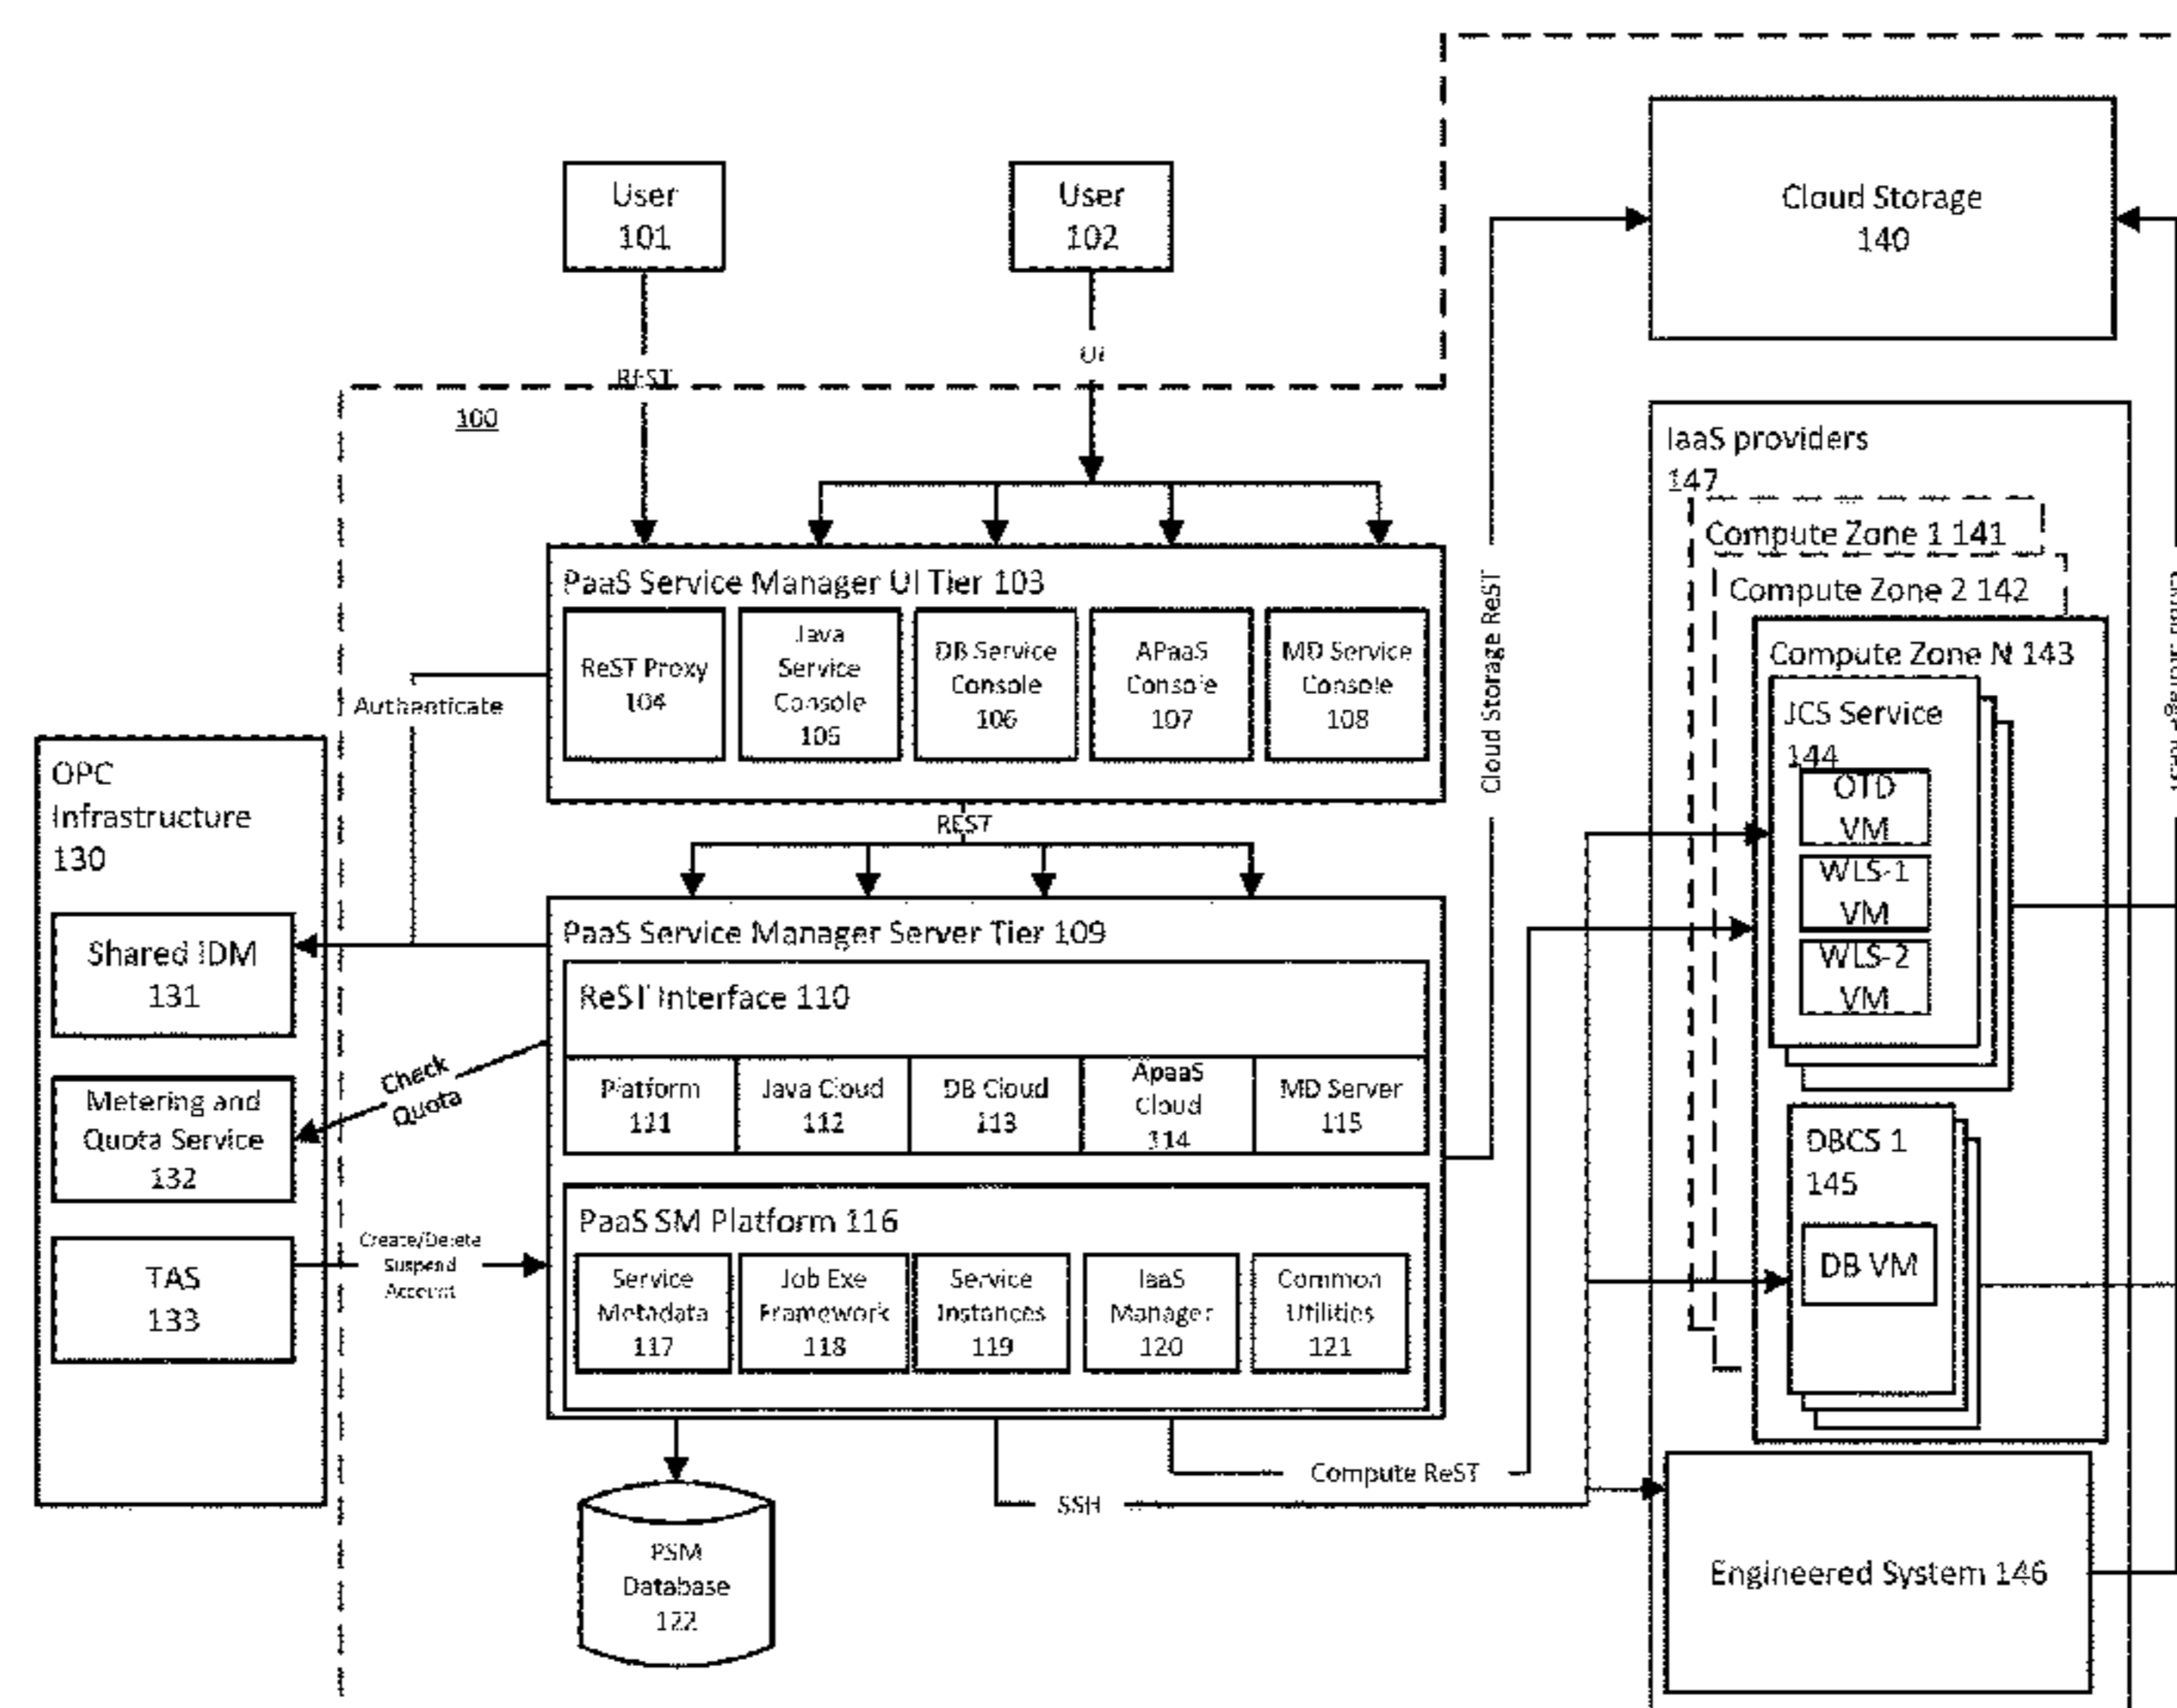 User
101
User
102
REST
UI
100
Cloud Storage
140
IaaS providers
147
Compute Zone 1 141
Compute Zone 2 142
Compute Zone N 143
JCS Service
144
OTD
VM
WLS-1
VM
WLS-2
VM
DBCS 1
145
DB VM
Engineered System 146
Cloud Storage ReST
PaaS Service Manager UI Tier 103
ReST Proxy
104
Java
Service
Console
105
DB Service
Console
106
APaaS
Console
107
MD Service
Console
108
Authenticate
REST
OPC
Infrastructure
130
Shared IDM
131
Metering and
Quota Service
132
TAS
133
Check
Quota
Create/Delete
Suspend
Account
PaaS Service Manager Server Tier 109
ReST Interface 110
Platform
121
Java Cloud
112
DB Cloud
113
ApaaS
Cloud
114
MD Server
115
PaaS SM Platform 116
Service
Metadata
117
Job Exe
Framework
118
Service
Instances
119
IaaS
Manager
120
Common
Utilities
121
Compute ReST
SSH
PSM
Database
122